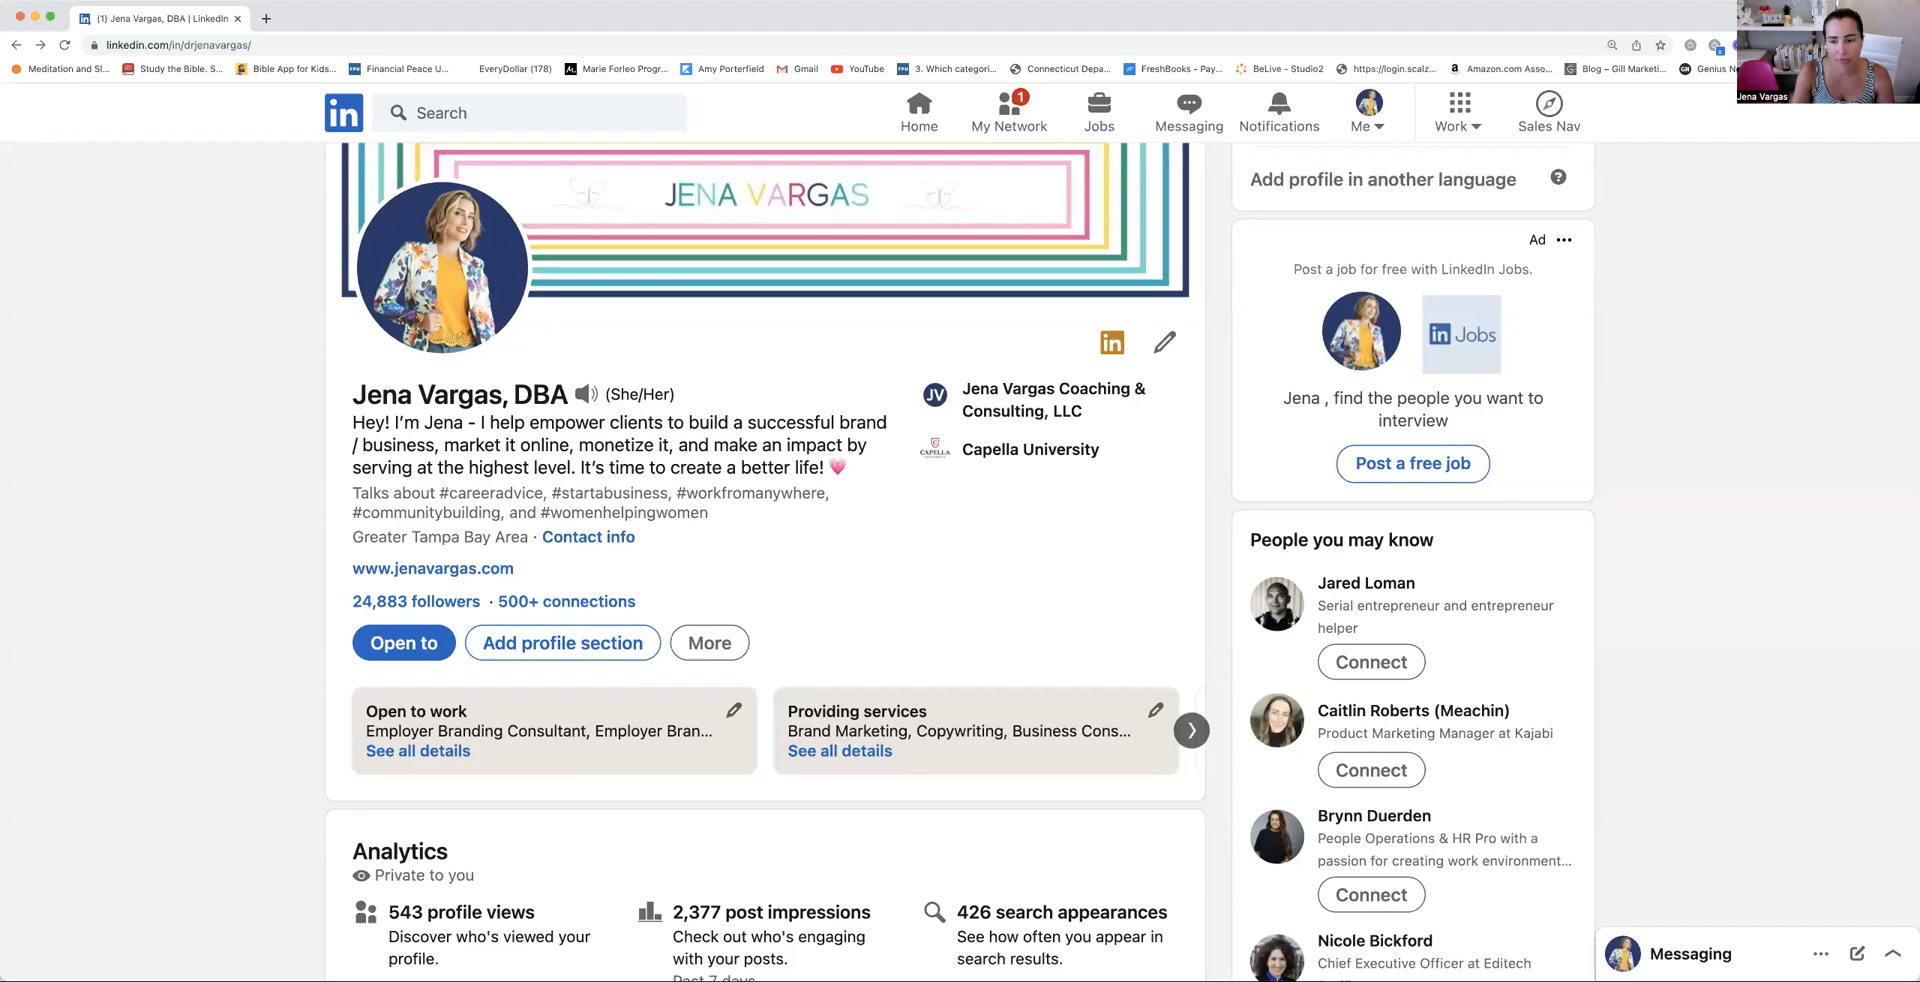 (1) Jena Vargas, DBA | LinkedIn
linkedin.com/in/drjenavargas/
Meditation and Sl...
Study the Bible. S...
Bible App for Kids...
Financial Peace U...
EveryDollar (178)
Marie Forleo Progr...
Amy Porterfield
Gmail
YouTube
3. Which categori...
Connecticut Depa...
FreshBooks - Pay...
BeLive - Studio2
https://login.scalz...
Amazon.com Asso...
Blog – Gill Marketi...
Genius N
Jena Vargas
in
Search
Home
1
My Network
Jobs
Messaging
Notifications
Me
Work
Sales Nav
JENA VARGAS
in
Jena Vargas, DBA (She/Her)
Hey! I'm Jena - I help empower clients to build a successful brand
/ business, market it online, monetize it, and make an impact by
serving at the highest level. It's time to create a better life! 💗
Talks about #careeradvice, #startabusiness, #workfromanywhere,
#communitybuilding, and #womenhelpingwomen
Greater Tampa Bay Area · Contact info
www.jenavargas.com
24,883 followers · 500+ connections
Open to
Add profile section
More
JV
Jena Vargas Coaching &
Consulting, LLC
CAPELLA
Capella University
Open to work
Employer Branding Consultant, Employer Bran...
See all details
Providing services
Brand Marketing, Copywriting, Business Cons...
See all details
Analytics
Private to you
543 profile views
Discover who's viewed your
profile.
2,377 post impressions
Check out who's engaging
with your posts.
Past 7 days
426 search appearances
See how often you appear in
search results.
Add profile in another language
Ad
Post a job for free with LinkedIn Jobs.
in Jobs
Jena , find the people you want to
interview
Post a free job
People you may know
Jared Loman
Serial entrepreneur and entrepreneur
helper
Connect
Caitlin Roberts (Meachin)
Product Marketing Manager at Kajabi
Connect
Brynn Duerden
People Operations & HR Pro with a
passion for creating work environment...
Connect
Nicole Bickford
Chief Executive Officer at Editech
Messaging